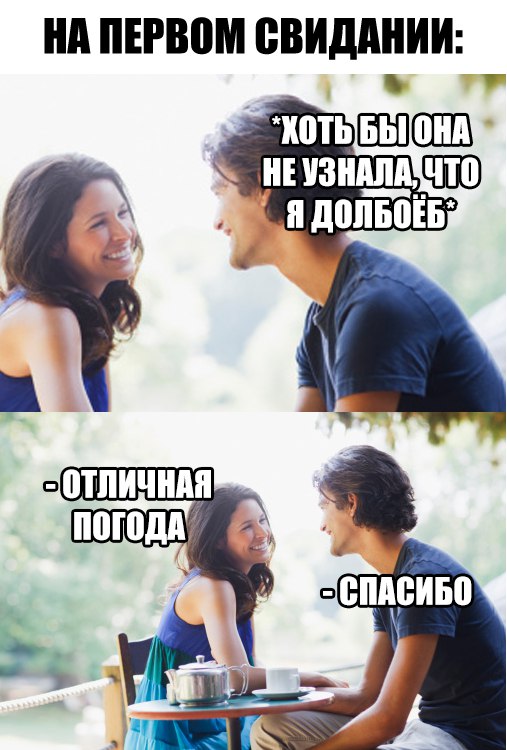 НА ПЕРВОМ СВИДАНИИ:
*ХОТЬ БЫ ОНА
НЕ УЗНАЛА, ЧТО
Я ДОЛБОЁБ*
- ОТЛИЧНАЯ
ПОГОДА
- СПАСИБО